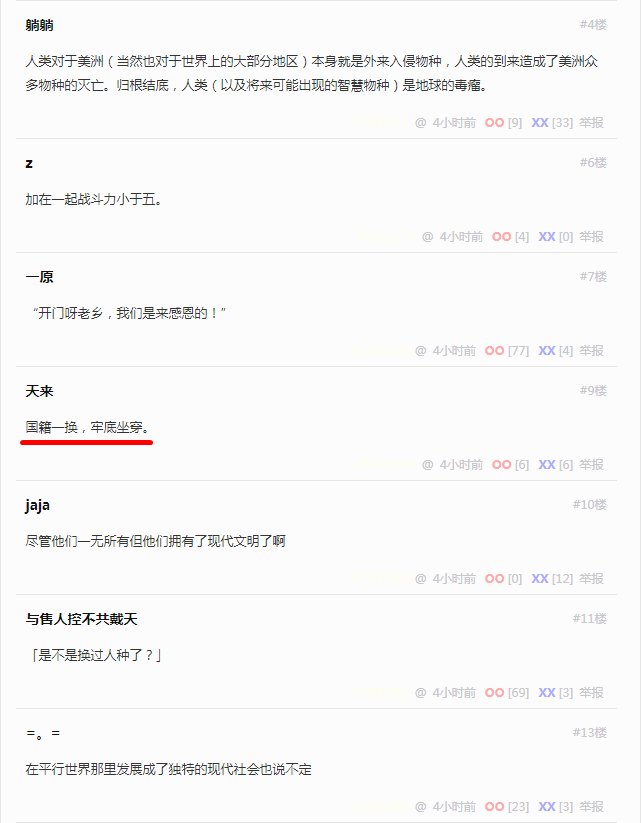 躺躺 #4楼
人类对于美洲（当然也对于世界上的大部分地区）本身就是外来入侵物种，人类的到来造成了美洲众
多物种的灭亡。归根结底，人类（以及将来可能出现的智慧物种）是地球的毒瘤。
@ 4小时前 OO [9] XX [33] 举报
z #6楼
加在一起战斗力小于五。
@ 4小时前 OO [4] XX [0] 举报
一原 #7楼
“开门呀老乡，我们是来感恩的！”
@ 4小时前 OO [77] XX [4] 举报
天来 #9楼
国籍一换，牢底坐穿。
@ 4小时前 OO [6] XX [6] 举报
jaja #10楼
尽管他们一无所有但他们拥有了现代文明了啊
@ 4小时前 OO [0] XX [12] 举报
与售人控不共戴天 #11楼
「是不是换过人种了？」
@ 4小时前 OO [69] XX [3] 举报
=。= #13楼
在平行世界那里发展成了独特的现代社会也说不定
@ 4小时前 OO [23] XX [3] 举报